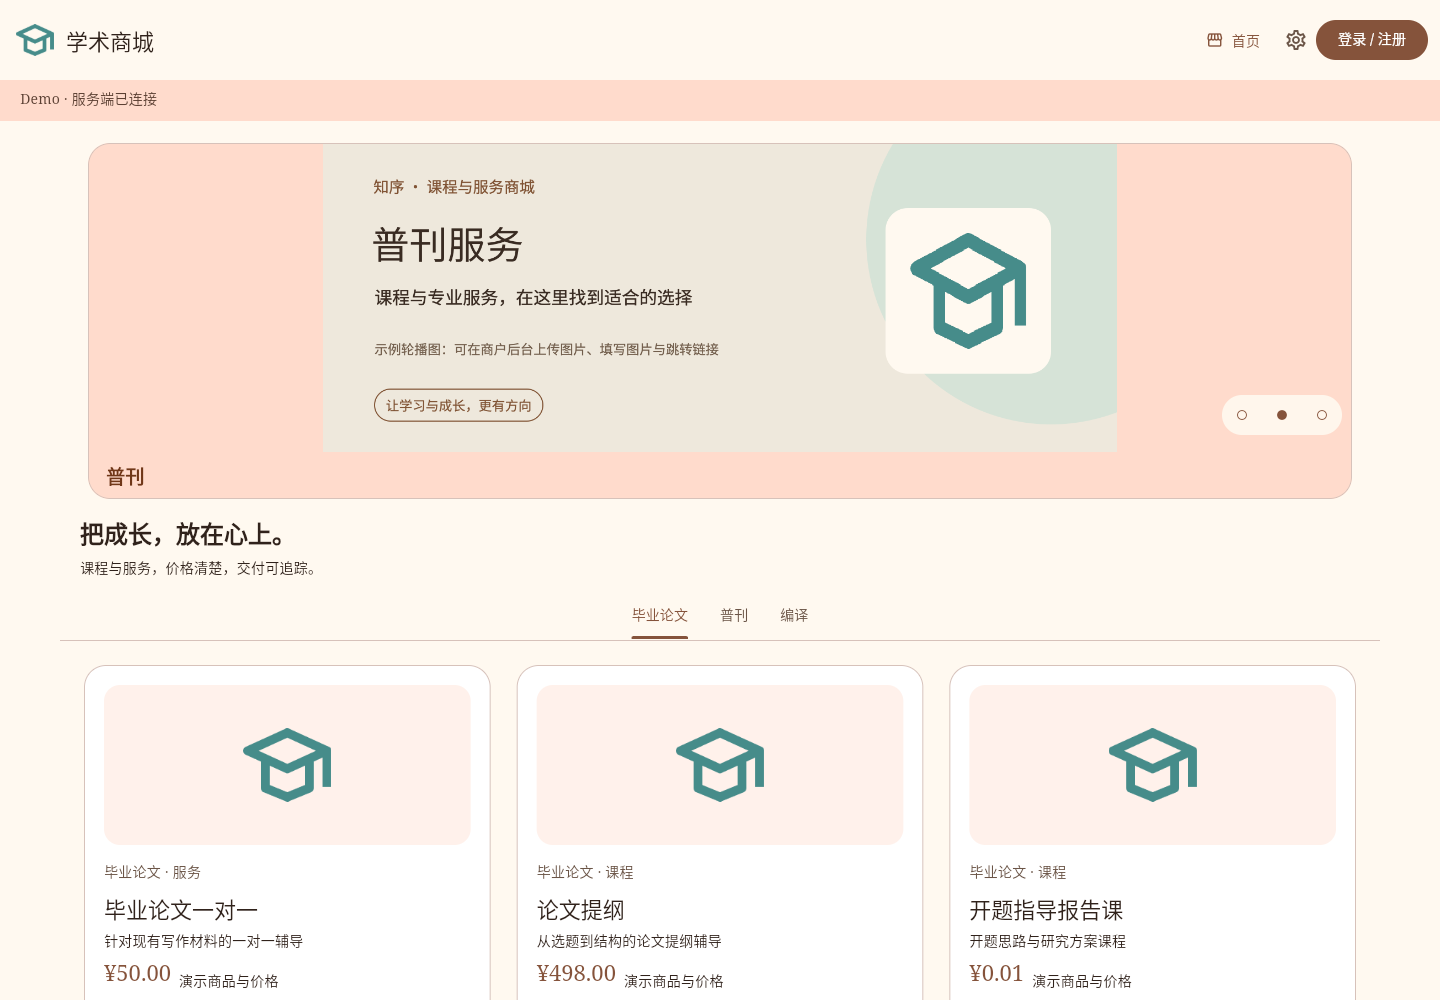 学术商城
首页
登录 / 注册
Demo · 服务端已连接
知序 · 课程与服务商城
普刊服务
课程与专业服务，在这里找到适合的选择
示例轮播图：可在商户后台上传图片、填写图片与跳转链接
让学习与成长，更有方向
普刊
把成长，放在心上。
课程与服务，价格清楚，交付可追踪。
毕业论文
普刊
编译
毕业论文 · 服务
毕业论文一对一
针对现有写作材料的一对一辅导
¥50.00 演示商品与价格
毕业论文 · 课程
论文提纲
从选题到结构的论文提纲辅导
¥498.00 演示商品与价格
毕业论文 · 课程
开题指导报告课
开题思路与研究方案课程
¥0.01 演示商品与价格